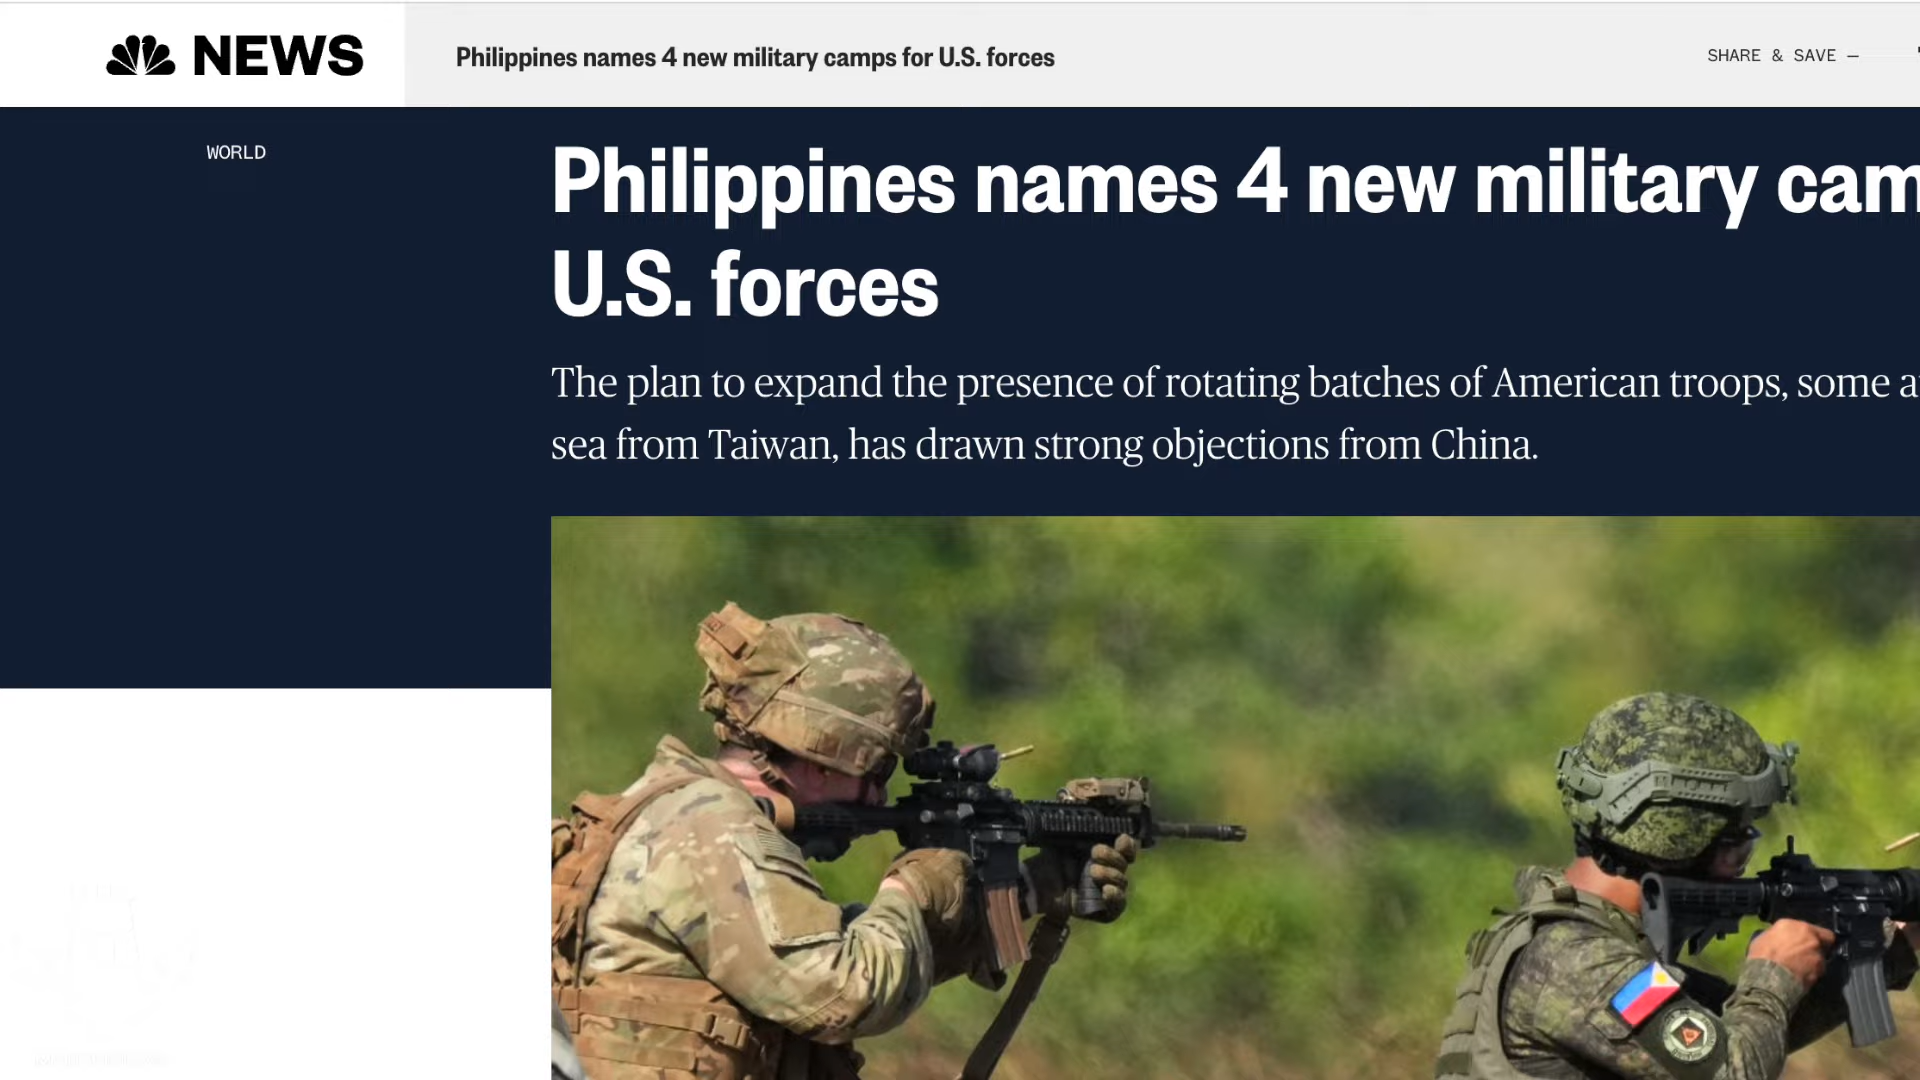 NEWS
Philippines names 4 new military camps for U.S. forces
SHARE & SAVE —
WORLD
Philippines names 4 new military cam
U.S. forces
The plan to expand the presence of rotating batches of American troops, some a
sea from Taiwan, has drawn strong objections from China.